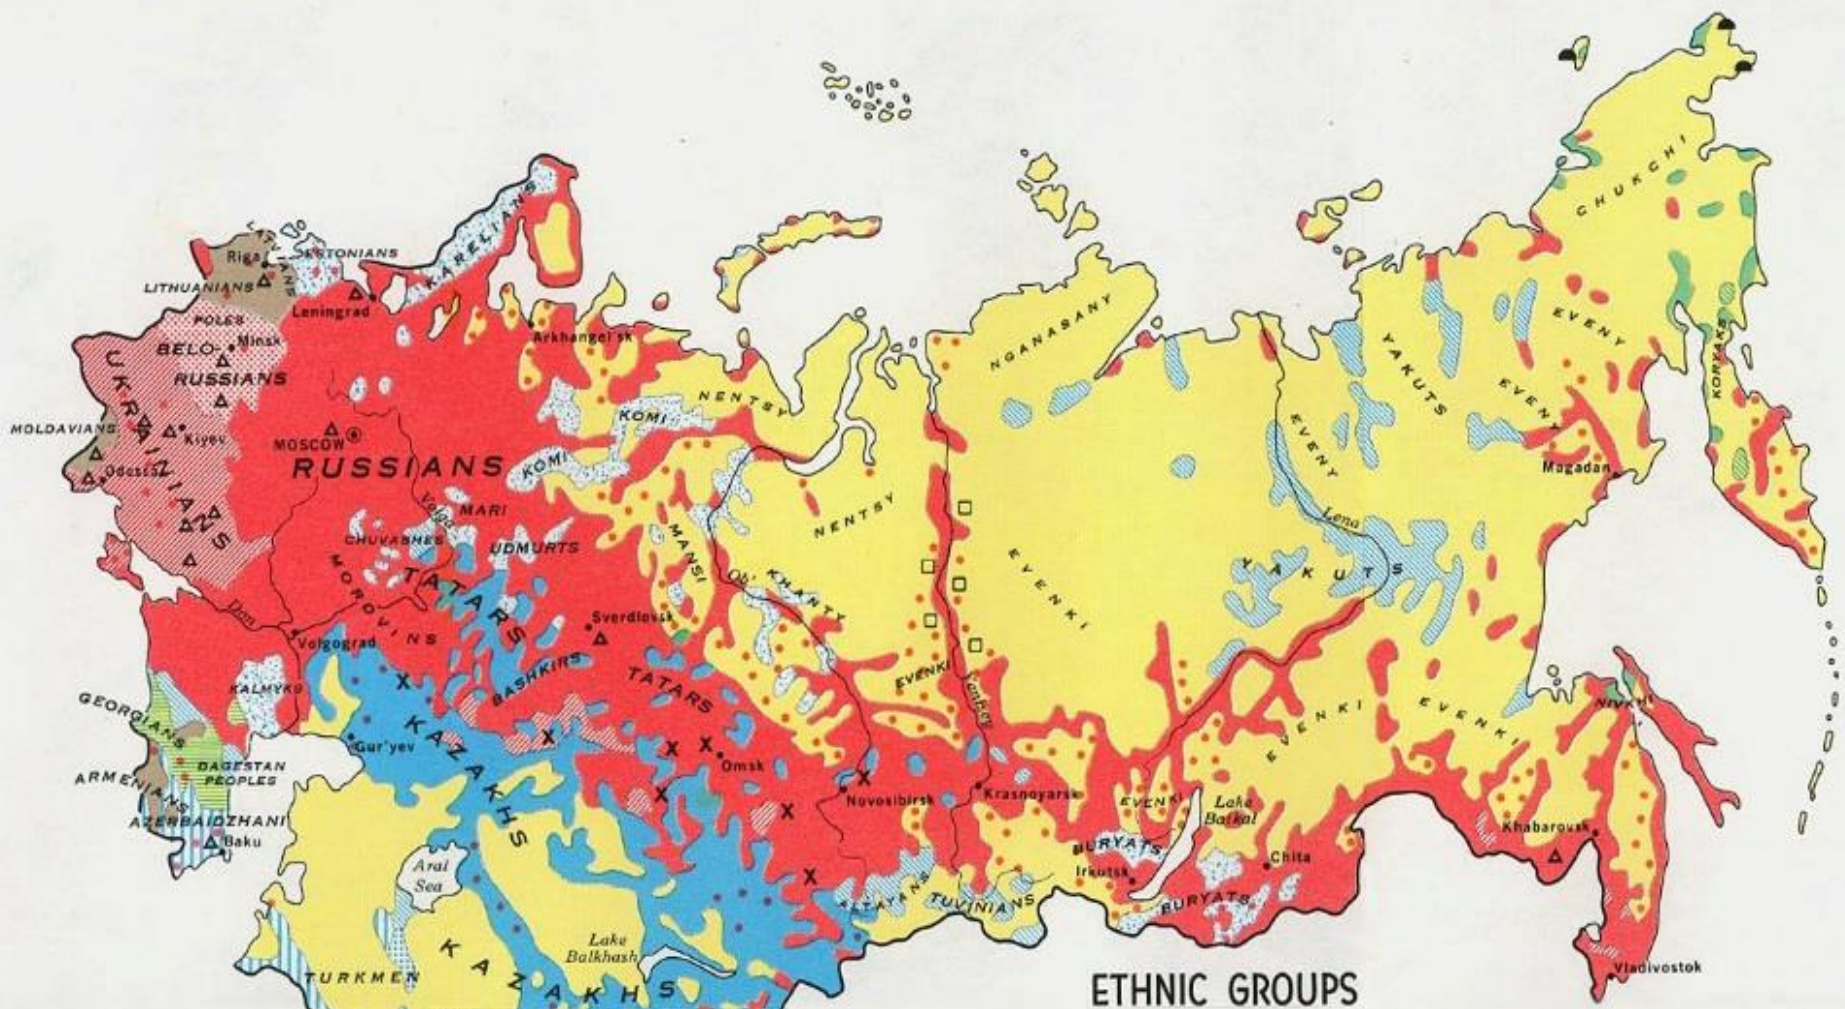 CHUKCHI
LATVIANS
Riga
ESTONIANS
KARELIANS
LITHUANIANS
Leningrad
POLES
Minsk
BELO-
RUSSIANS
Arkhangel'sk
NGANASANY
YAKUTS
EVENY
KORYAKS
UKRAINIANS
MOLDAVIANS
Kiyev
Odessa
MOSCOW
RUSSIANS
KOMI
KOMI
NENTSY
NENTSY
EVENY
EVENY
Magadan
Volga
MARI
CHUVASHES
UDMURTS
MORDOVINS
TATARS
MANSI
Ob'
KHANTY
EVENKI
Lena
YAKUTS
Don
Volgograd
Sverdlovsk
BASHKIRS
TATARS
EVENKI
Yenisey
EVENKI
EVENKI
NIVKHI
KALMYKS
GEORGIANS
Gur'yev
KAZAKHS
DAGESTAN
PEOPLES
ARMENIANS
AZERBAIDZHANI
Baku
Omsk
Novosibirsk
Krasnoyarsk
EVENKI
Lake
Baikal
BURYATS
Irkutsk
Chita
Khabarovsk
Aral
Sea
ALTAYANS
TUVINIANS
BURYATS
Lake
Balkhash
TURKMEN
KAZAKHS
Vladivostok
ETHNIC GROUPS